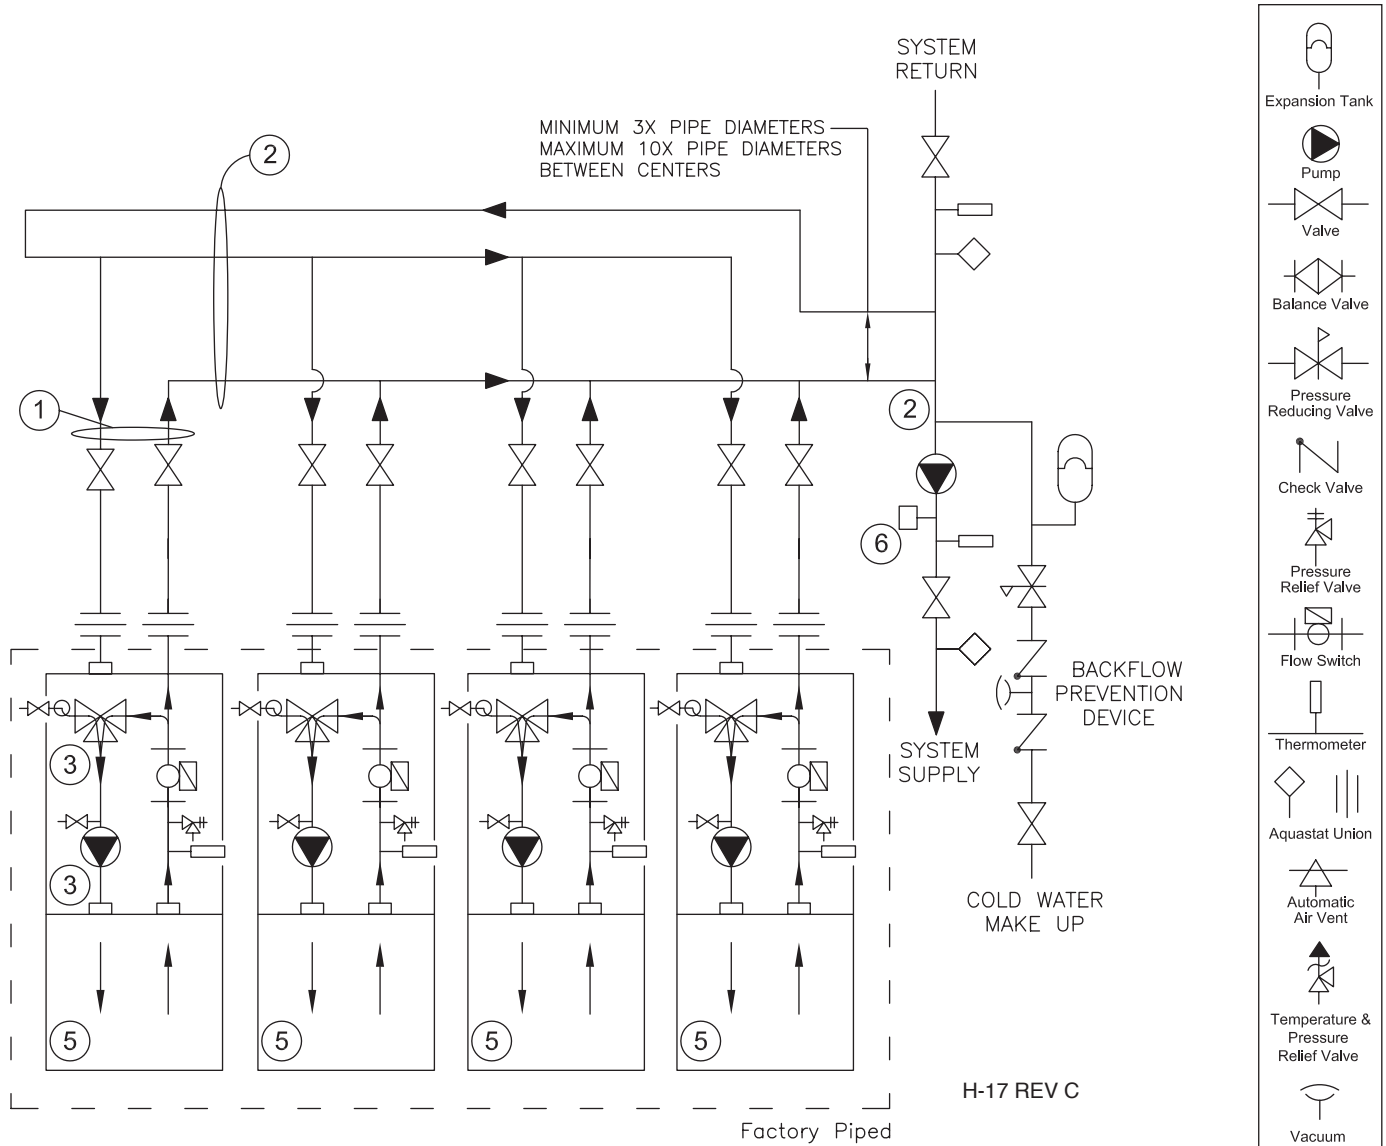 SYSTEM
RETURN
MINIMUM 3X PIPE DIAMETERS
MAXIMUM 10X PIPE DIAMETERS
BETWEEN CENTERS
2
1
2
6
BACKFLOW
PREVENTION
DEVICE
SYSTEM
SUPPLY
3
3
COLD WATER
MAKE UP
5
5
5
5
H-17 REV C
Factory Piped
Expansion Tank
Pump
Valve
Balance Valve
Pressure
Reducing Valve
Check Valve
Pressure
Relief Valve
Flow Switch
Thermometer
Aquastat Union
Automatic
Air Vent
Temperature &
Pressure
Relief Valve
Vacuum